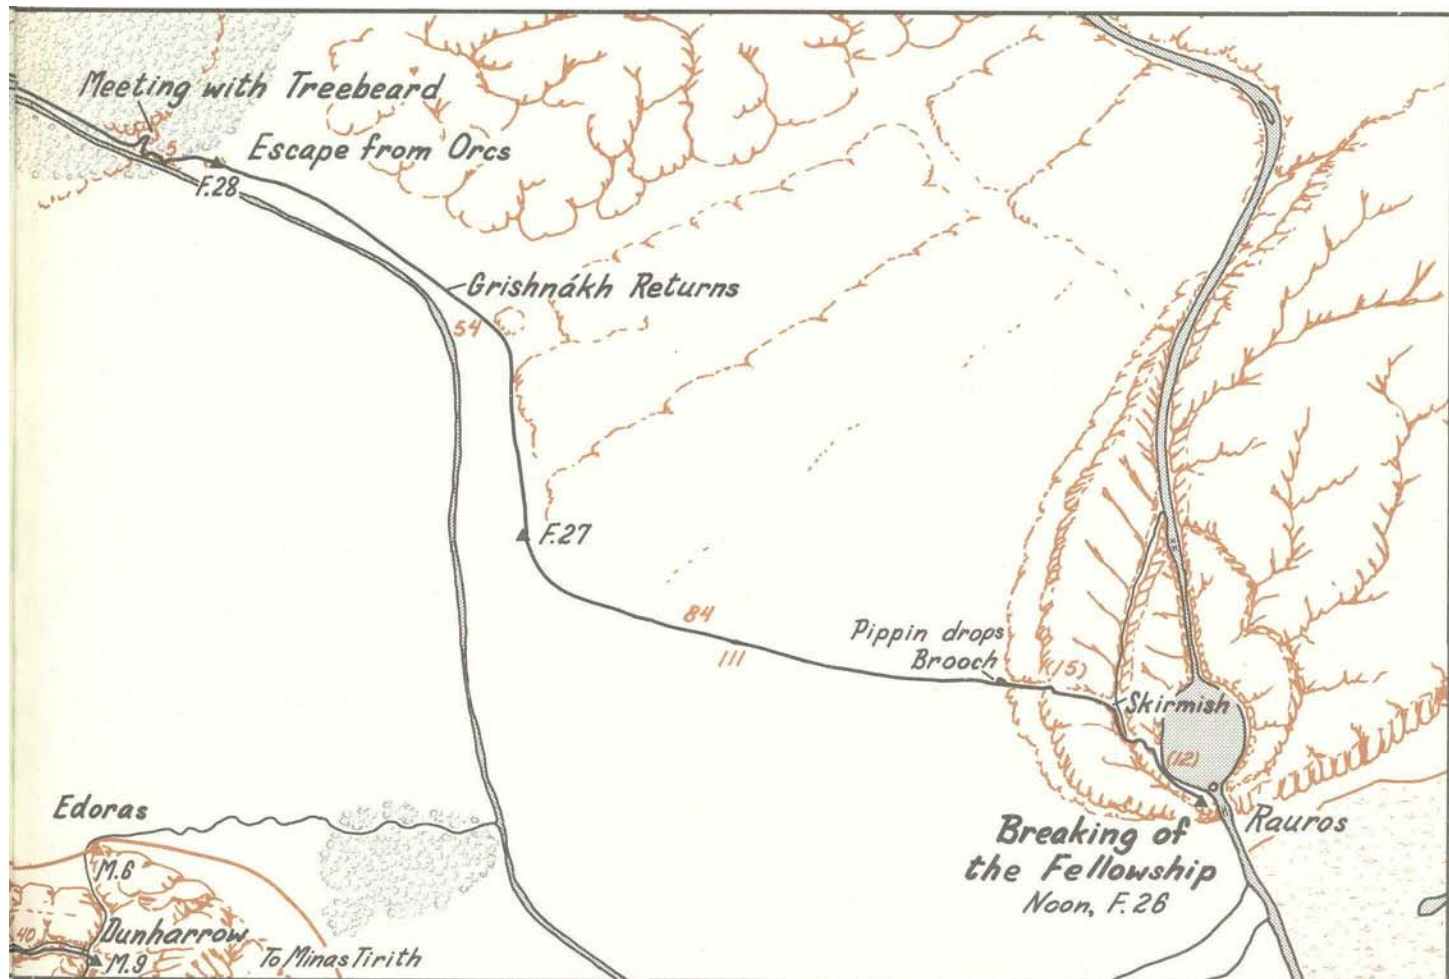 Meeting with Treebeard
5
Escape from Orcs
F.28
Grishnákh Returns
54
F.27
84
111
Pippin drops
Brooch
(15)
Skirmish
(12)
Edoras
M.6
Rauros
Breaking of
the Fellowship
Noon, F.26
40
Dunharrow
M.9
To Minas Tirith